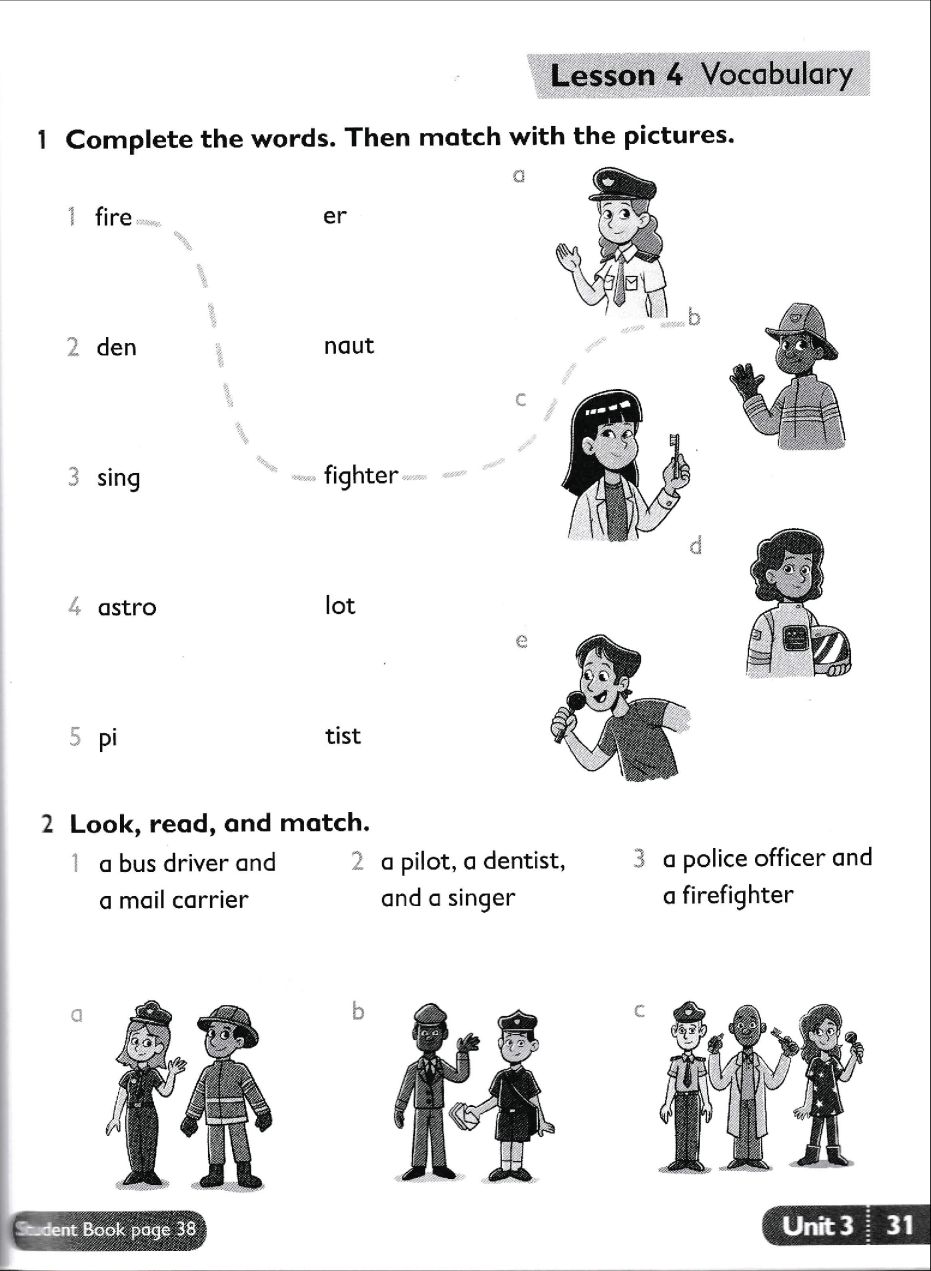 Lesson 4 Vocabulary
1 Complete the words. Then match with the pictures.
a
1 fire er
b
2 den naut
c
3 sing fighter
d
4 astro lot
e
5 pi tist
2 Look, read, and match.
1 a bus driver and
a mail carrier
2 a pilot, a dentist,
and a singer
3 a police officer and
a firefighter
a
b
c
Student Book page 38
Unit 3 31